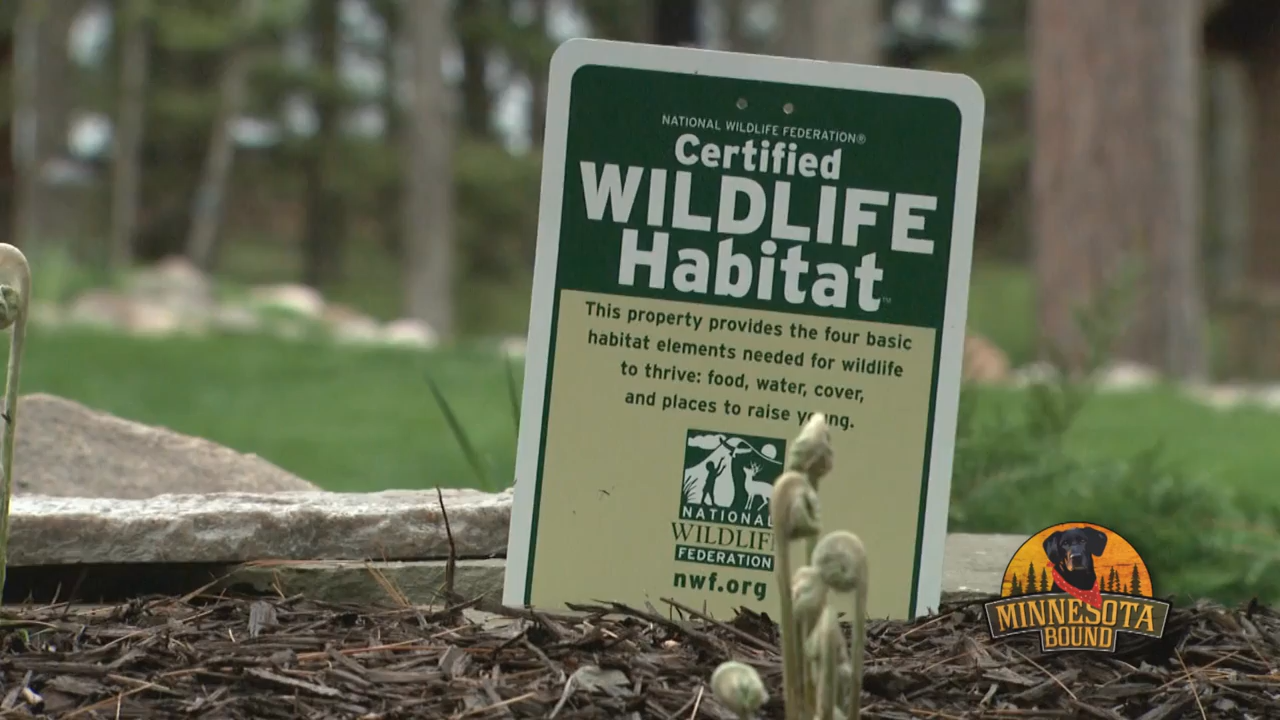 NATIONAL WILDLIFE FEDERATION®
Certified
WILDLIFE
Habitat™
This property provides the four basic
habitat elements needed for wildlife
to thrive: food, water, cover,
and places to raise young.
NATIONAL
WILDLIFE
FEDERATION
nwf.org
MINNESOTA
BOUND